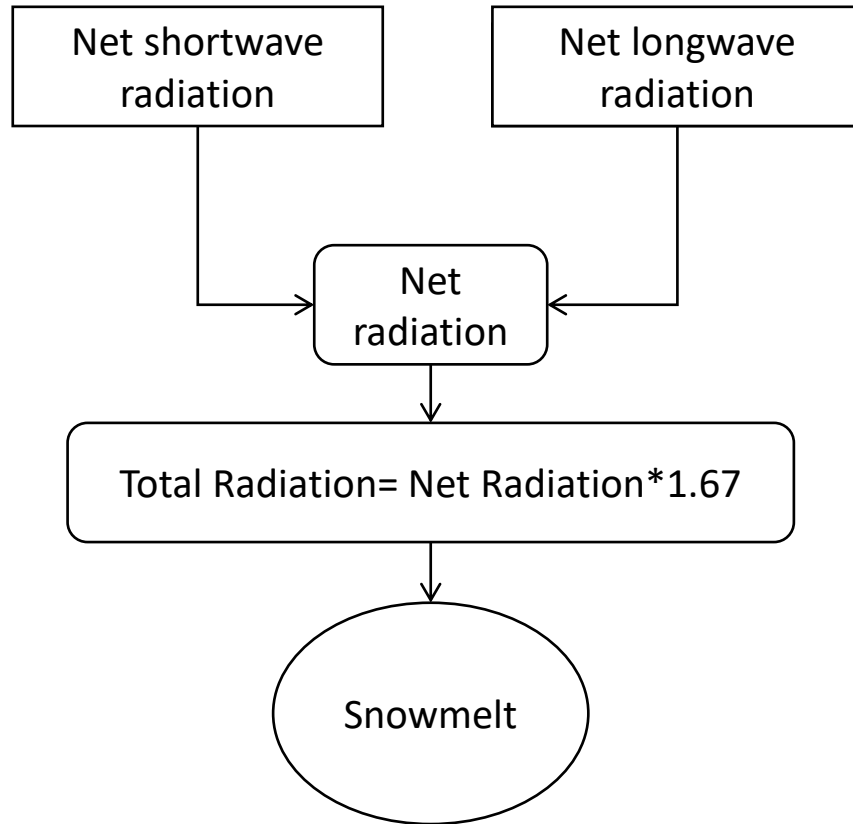 Net shortwave
radiation
Net longwave
radiation
Net
radiation
Total Radiation= Net Radiation*1.67
Snowmelt